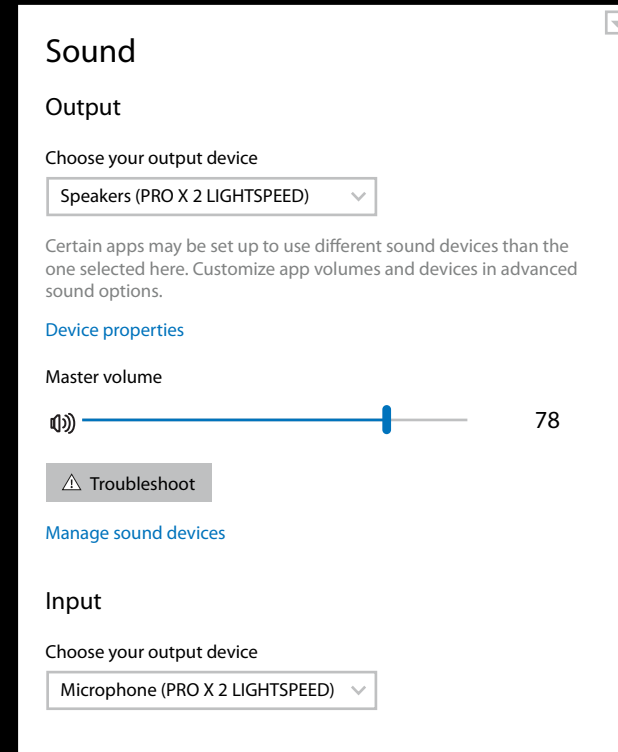 Sound
Output
Choose your output device
Speakers (PRO X 2 LIGHTSPEED)
Certain apps may be set up to use different sound devices than the
one selected here. Customize app volumes and devices in advanced
sound options.
Device properties
Master volume
78
Troubleshoot
Manage sound devices
Input
Choose your output device
Microphone (PRO X 2 LIGHTSPEED)